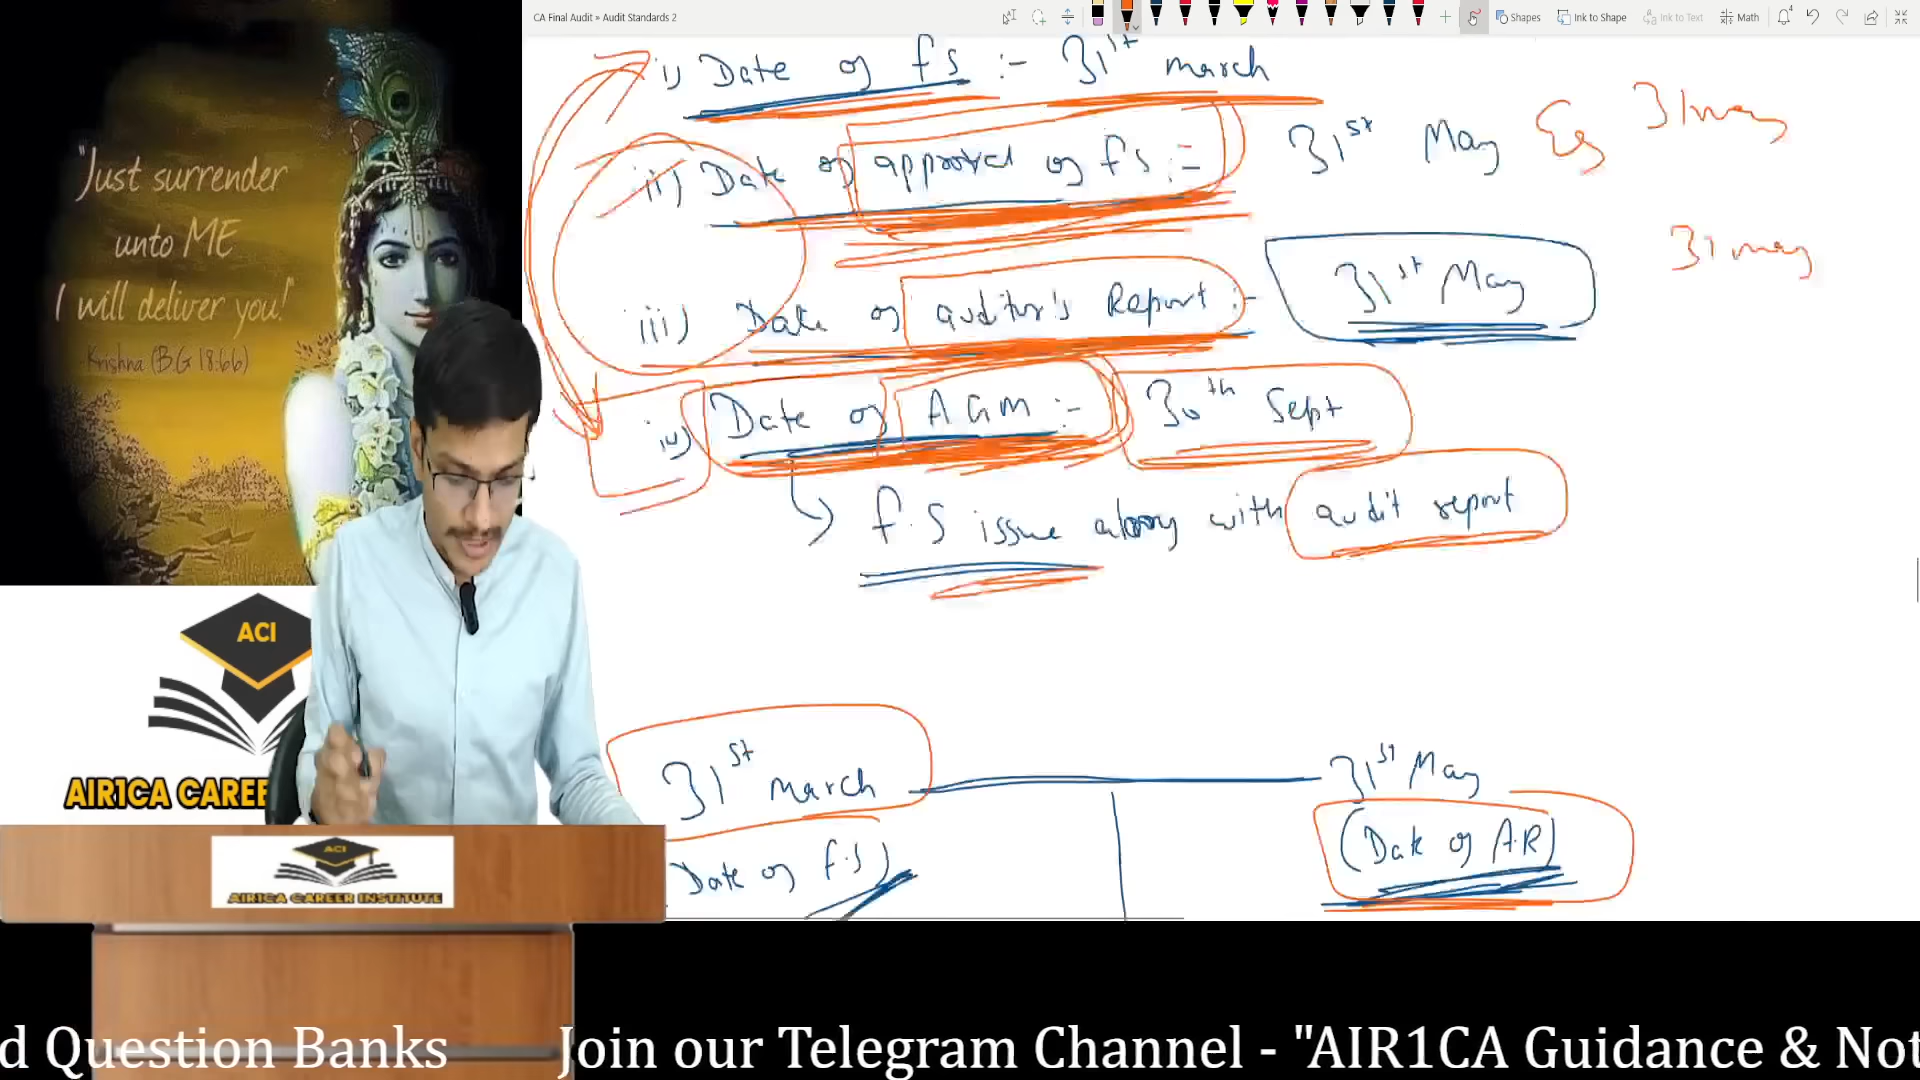 CA Final Audit » Audit Standards 2
Shapes
Ink to Shape
Ink to Text
Math
i) Date of fs :- 31st march
ii) Date of approval of fs :- 31st May Eg 31 may
iii) Date of auditor's Report :- 31st May 31 may
iv) Date of AGM :- 30th Sept
f.s issue along with audit report
31st March 31st May
Date of f.s) (Date of A.R)
"Just surrender
unto ME
I will deliver you!"
-Krishna (B.G 18:66)
ACI
AIR1CA CAREE
ACI
AIR1CA CAREER INSTITUTE
d Question Banks Join our Telegram Channel - "AIR1CA Guidance & Not